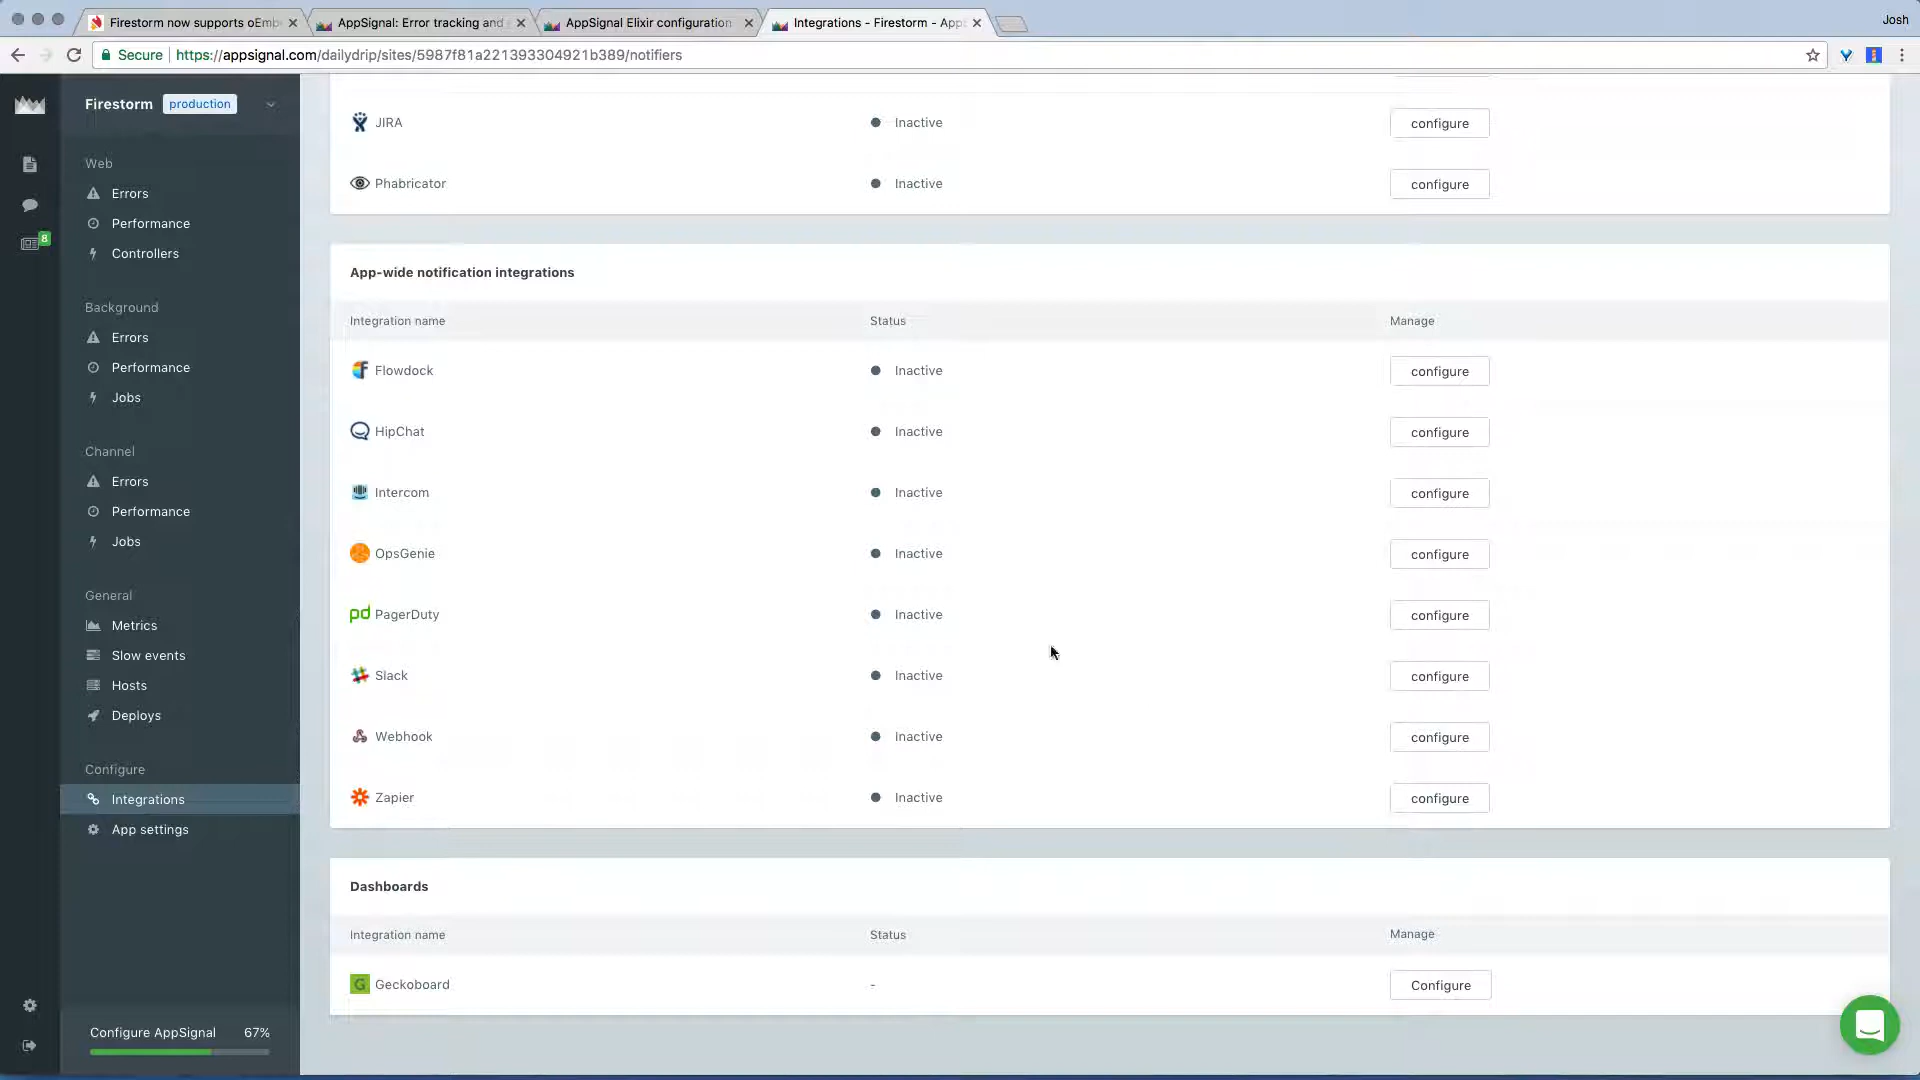 Firestorm now supports oEmb
AppSignal: Error tracking and
AppSignal Elixir configuration
Integrations - Firestorm - App
Josh
Secure
https://appsignal.com/dailydrip/sites/5987f81a221393304921b389/notifiers
Firestorm production
8
Web
Errors
Performance
Controllers
Background
Errors
Performance
Jobs
Channel
Errors
Performance
Jobs
General
Metrics
Slow events
Hosts
Deploys
Configure
Integrations
App settings
Configure AppSignal 67%
JIRA Inactive configure
Phabricator Inactive configure
App-wide notification integrations
Integration name Status Manage
Flowdock Inactive configure
HipChat Inactive configure
Intercom Inactive configure
OpsGenie Inactive configure
pd PagerDuty Inactive configure
Slack Inactive configure
Webhook Inactive configure
Zapier Inactive configure
Dashboards
Integration name Status Manage
G Geckoboard - Configure